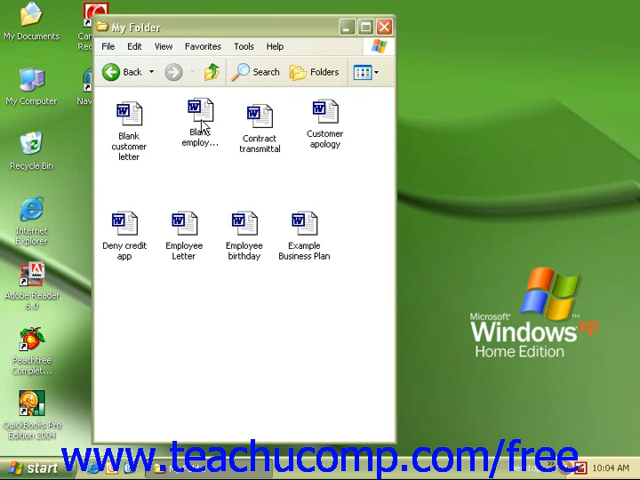 My Documents
My Computer
Recycle Bin
Internet
Explorer
Adobe Reader
6.0
Peachtree
Complet...
QuickBooks Pro
Edition 2004
My Folder
File Edit View Favorites Tools Help
Back Search Folders
Blank
customer
letter
Blank
employ...
Contract
transmittal
Customer
apology
Deny credit
app
Employee
Letter
Employee
birthday
Example
Business Plan
Microsoft
Windows xp
Home Edition
www.teachucomp.com/free
start
10:04 AM